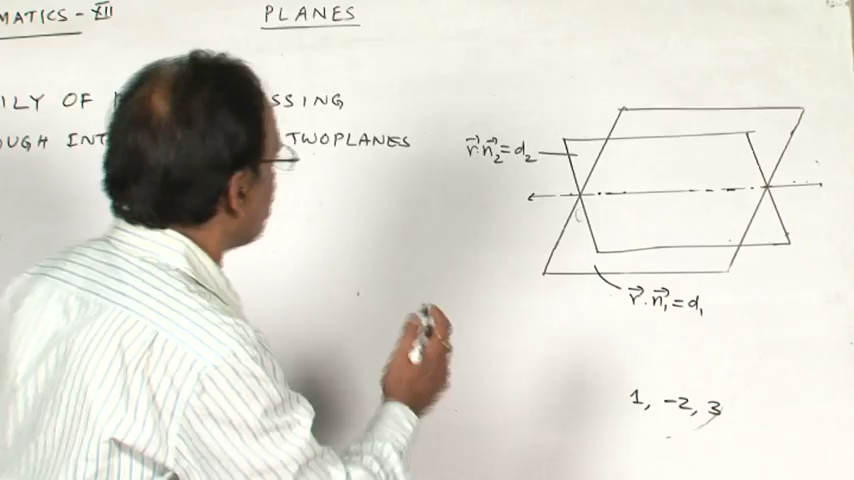 MATICS - XII
PLANES
ILY OF
SSING
OUGH INT
TWOPLANES
r⃗.n⃗₂=d₂
r⃗.n⃗₁=d₁
1, -2, 3